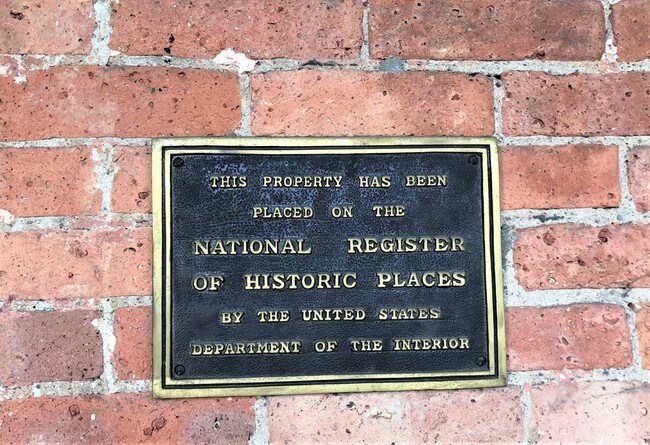 THIS PROPERTY HAS BEEN
PLACED ON THE
NATIONAL REGISTER
OF HISTORIC PLACES
BY THE UNITED STATES
DEPARTMENT OF THE INTERIOR